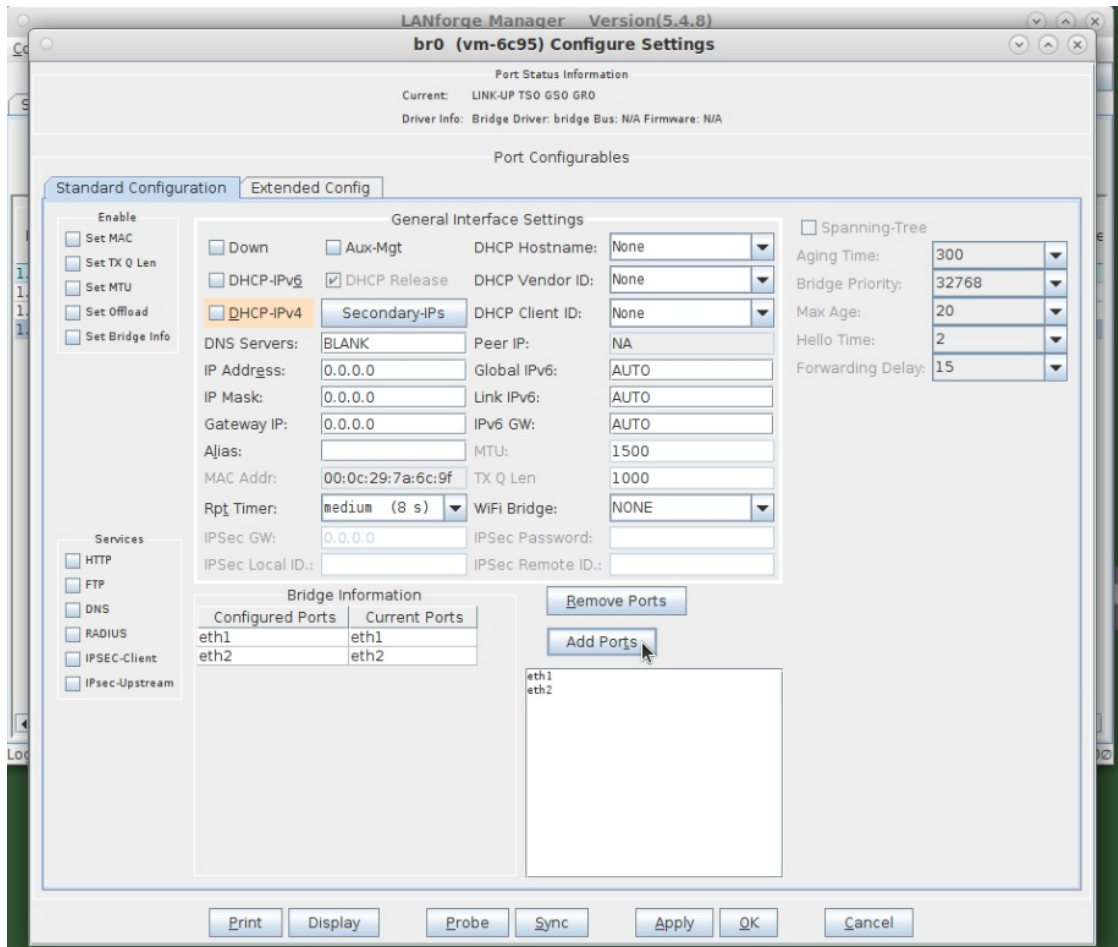 LANforge Manager Version(5.4.8)
br0 (vm-6c95) Configure Settings
Port Status Information
Current: LINK-UP TSO GSO GRO
Driver Info: Bridge Driver: bridge Bus: N/A Firmware: N/A
Port Configurables
Standard Configuration Extended Config
Enable
Set MAC
Set TX Q Len
Set MTU
Set Offload
Set Bridge Info
General Interface Settings
Down Aux-Mgt DHCP Hostname: None
DHCP-IPv6 DHCP Release DHCP Vendor ID: None
DHCP-IPv4 Secondary-IPs DHCP Client ID: None
DNS Servers: BLANK Peer IP: NA
IP Address: 0.0.0.0 Global IPv6: AUTO
IP Mask: 0.0.0.0 Link IPv6: AUTO
Gateway IP: 0.0.0.0 IPv6 GW: AUTO
Alias: MTU: 1500
MAC Addr: 00:0c:29:7a:6c:9f TX Q Len 1000
Rpt Timer: medium (8 s) WiFi Bridge: NONE
IPSec GW: 0.0.0.0 IPSec Password:
IPSec Local ID.: IPSec Remote ID.:
Spanning-Tree
Aging Time: 300
Bridge Priority: 32768
Max Age: 20
Hello Time: 2
Forwarding Delay: 15
Services
HTTP
FTP
DNS
RADIUS
IPSEC-Client
IPsec-Upstream
Bridge Information
Configured Ports Current Ports
eth1 eth1
eth2 eth2
Remove Ports
Add Ports
eth1
eth2
Print Display Probe Sync Apply OK Cancel